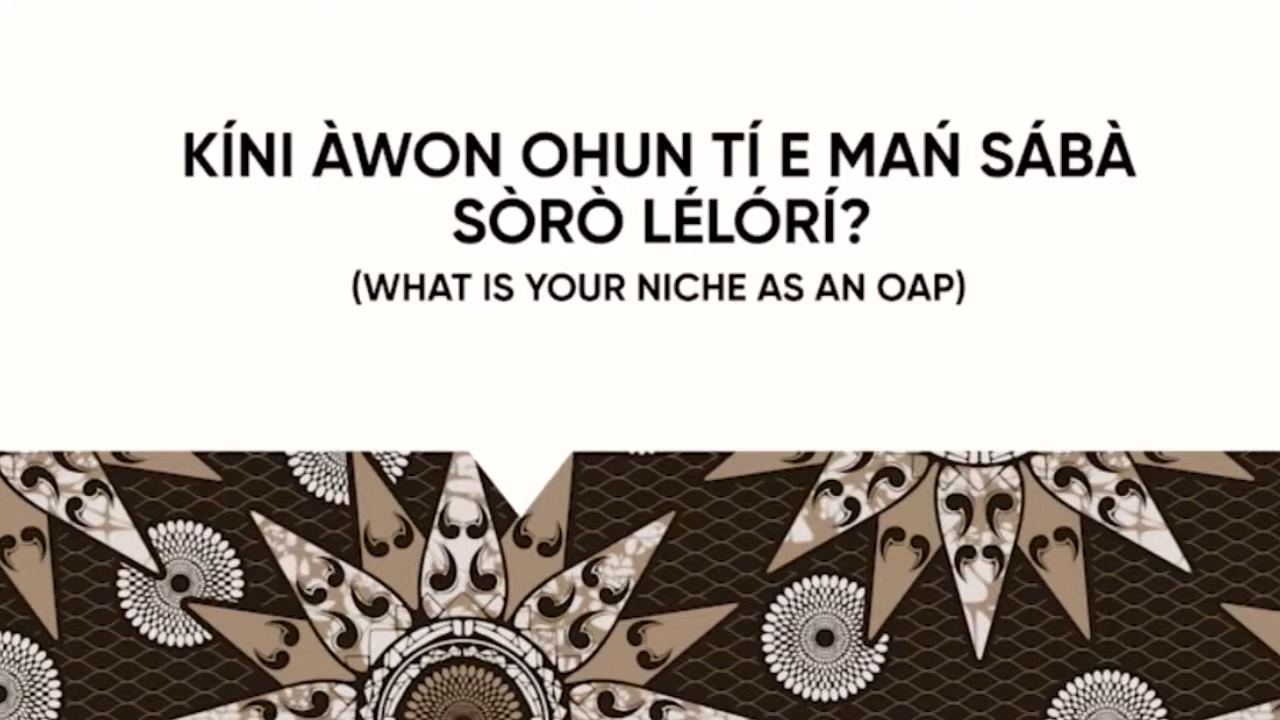 KÍNI ÀWON OHUN TÍ E MAŃ SÁBÀ
SÒRÒ LÉLÓRÍ?
(WHAT IS YOUR NICHE AS AN OAP)